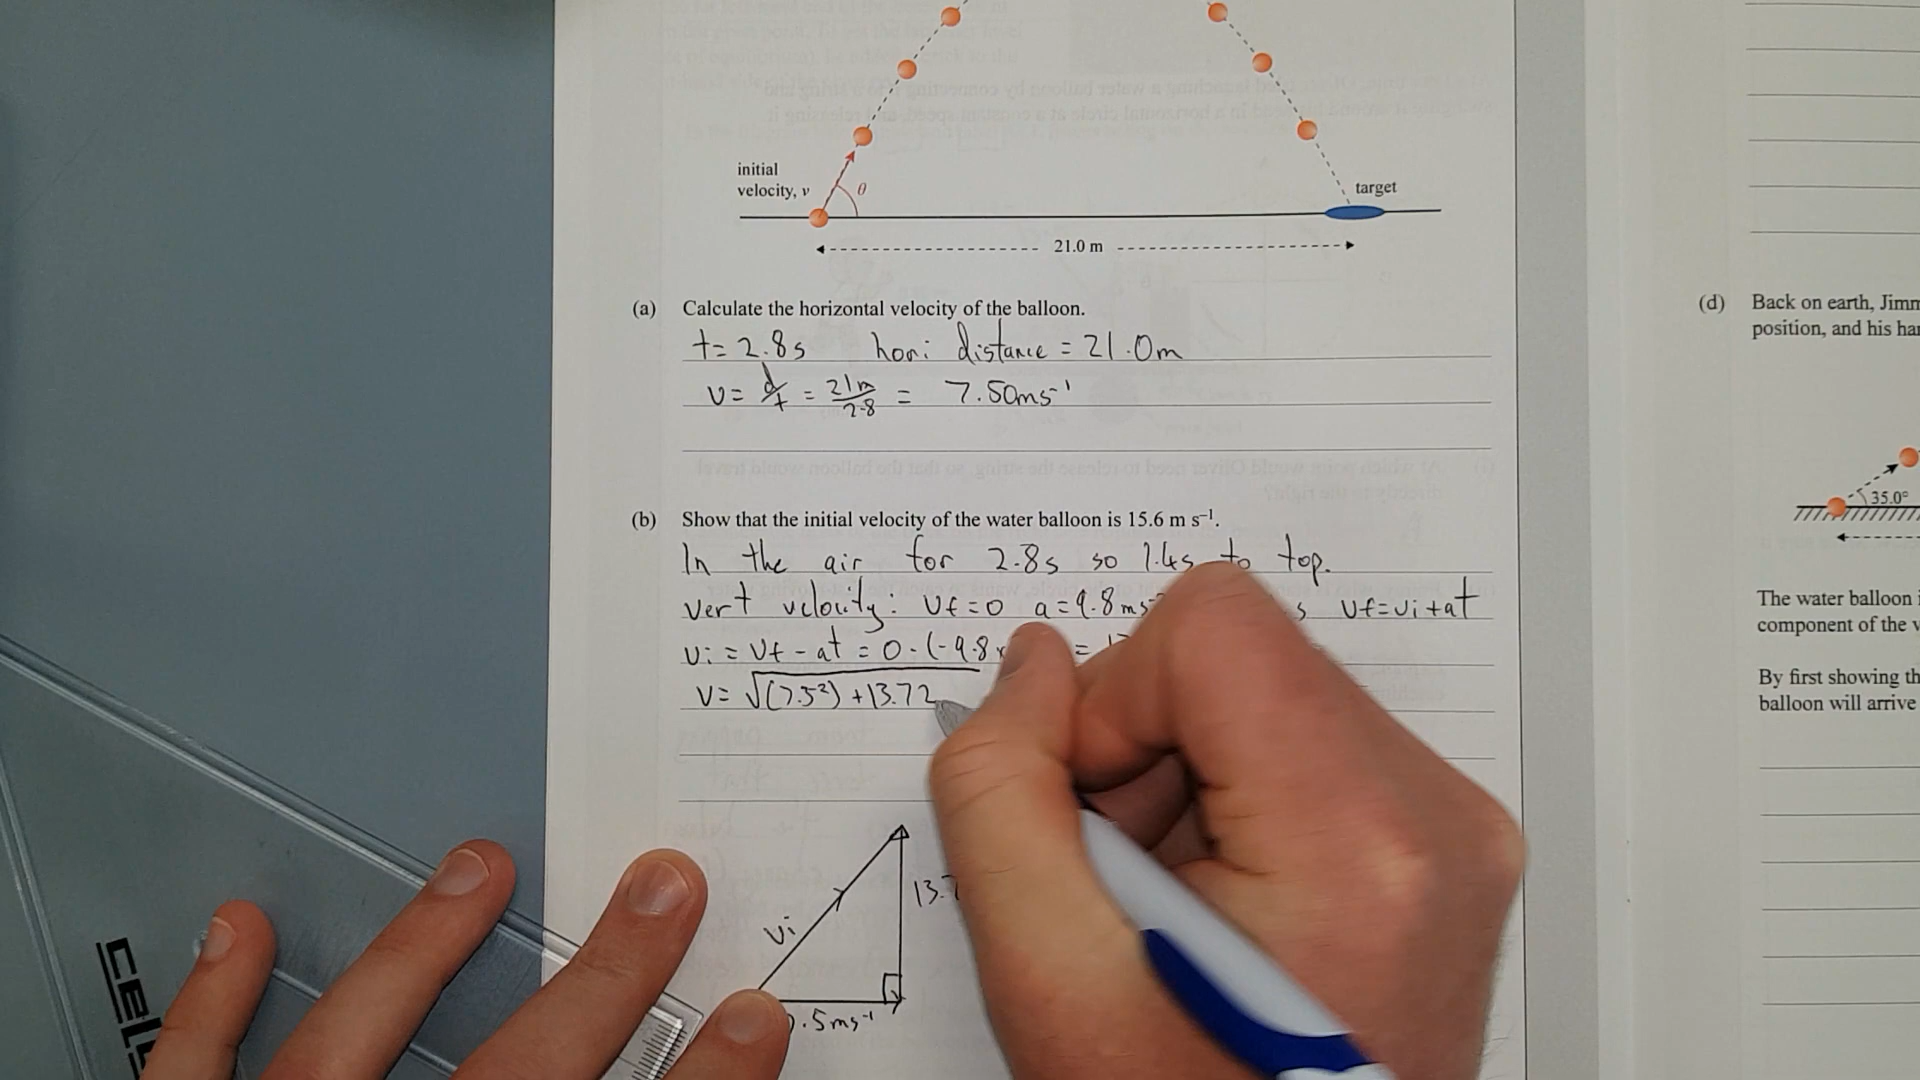 initial
velocity, v
θ
target
21.0 m
(a) Calculate the horizontal velocity of the balloon.
t = 2.8s hori distance = 21.0m
v = d/t = 21m/2.8 = 7.50ms⁻¹
(b) Show that the initial velocity of the water balloon is 15.6 m s⁻¹.
In the air for 2.8s so 1.4s to top.
vert velocity: vf=0 a=9.8ms s vf=vi+at
vi = vf - at = 0 - (-9.8 =
v = √(7.5²) + 13.72
vi
13.7
.5ms⁻¹
cel
(d) Back on earth, Jimm
position, and his ha
35.0°
The water balloon
component of the v
By first showing th
balloon will arrive